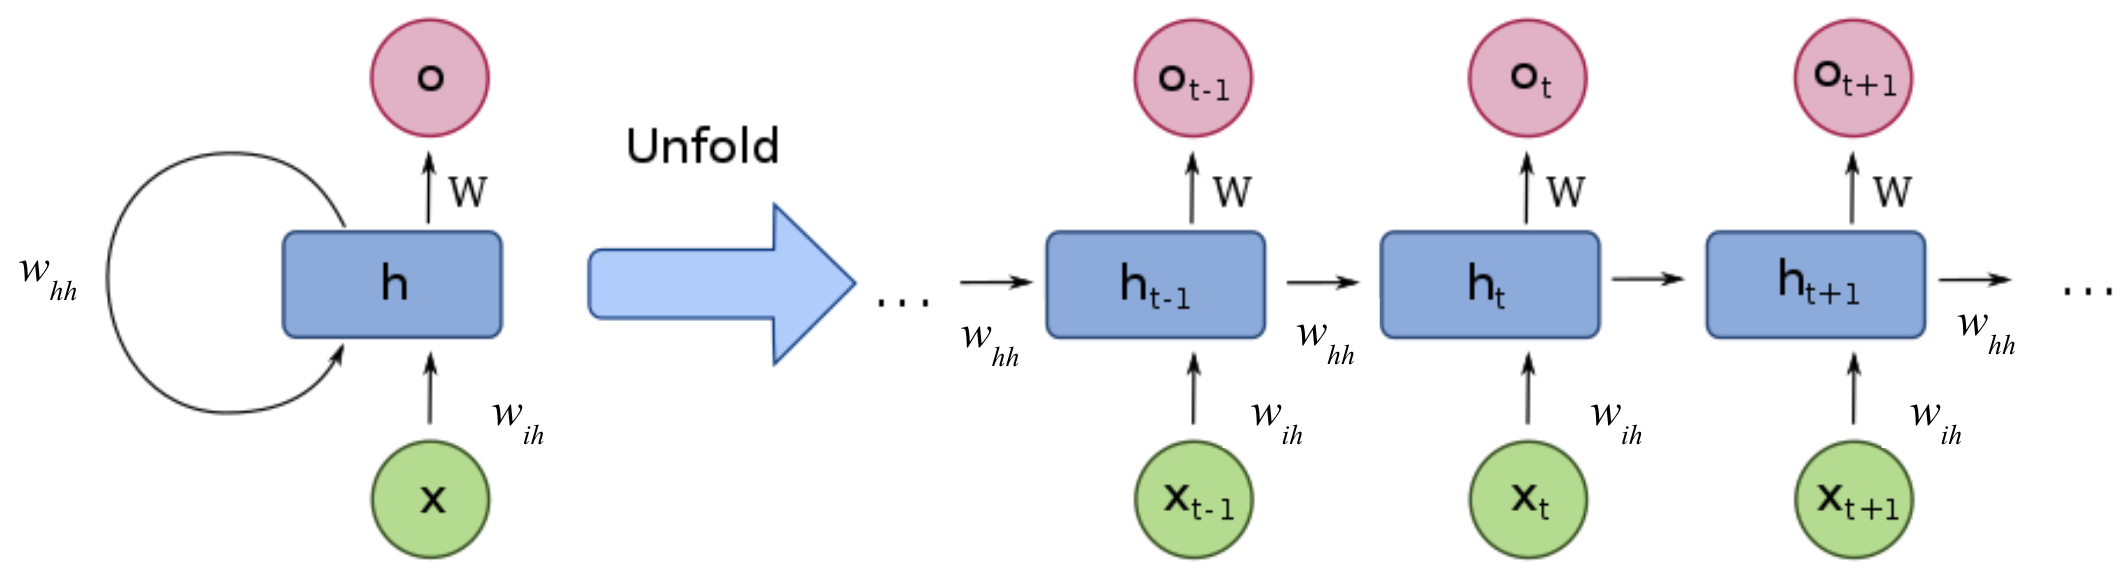 o
o_{t-1}
o_t
o_{t+1}
Unfold
W
W
W
W
w_{hh}
h
...
h_{t-1}
h_t
h_{t+1}
...
w_{hh}
w_{hh}
w_{hh}
w_{ih}
w_{ih}
w_{ih}
w_{ih}
x
x_{t-1}
x_t
x_{t+1}